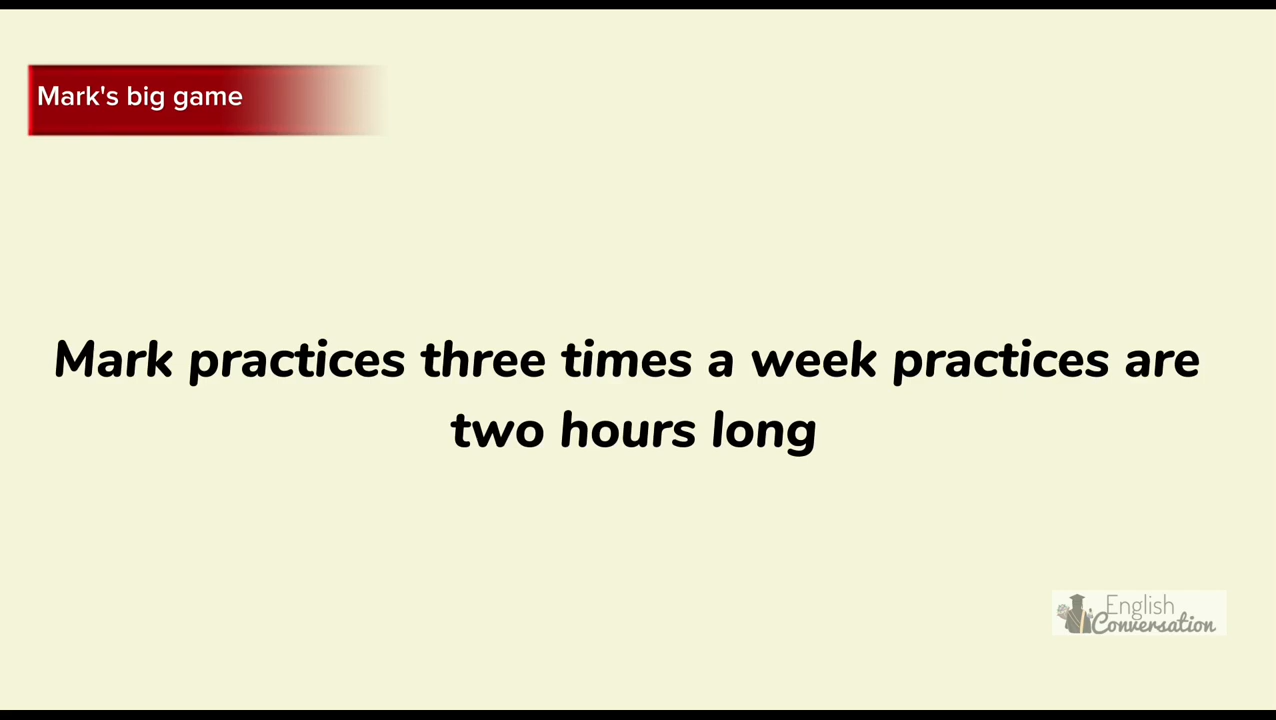 Mark's big game
Mark practices three times a week practices are
two hours long
English
Conversation